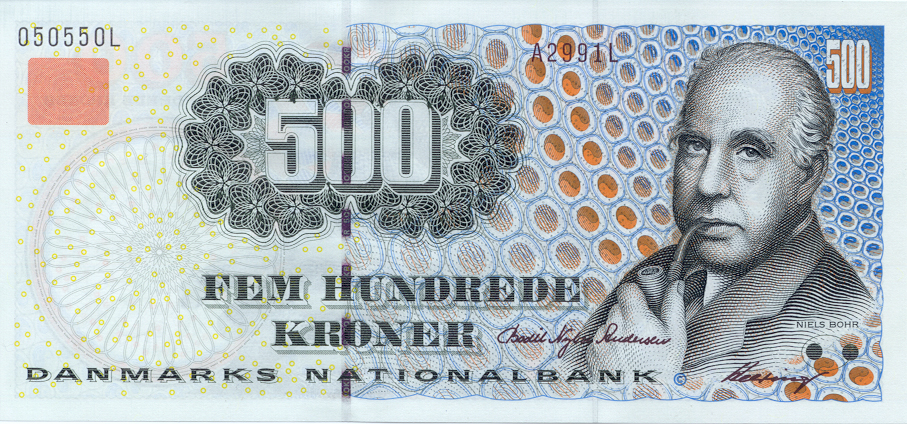 050550L
A2991L
500
500
FEM HUNDREDE
KRONER
NIELS BOHR
DANMARKS NATIONALBANK ©